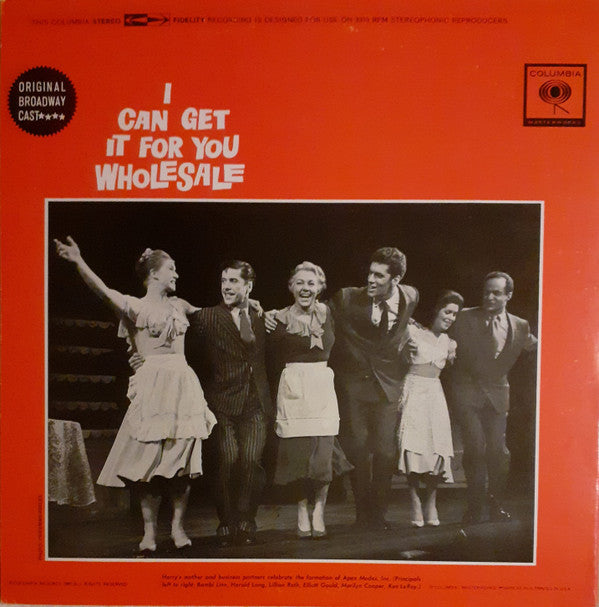 THIS COLUMBIA STEREO FIDELITY RECORDING IS DESIGNED FOR USE ON 33⅓ RPM STEREOPHONIC REPRODUCERS
ORIGINAL
BROADWAY
CAST★★★★
COLUMBIA
MASTERWORKS
I
CAN GET
IT FOR YOU
WHOLESALE
Harry's mother and business partners celebrate the formation of Apex Modes, Inc. (Principals
left to right: Bambi Linn, Harold Lang, Lillian Roth, Elliott Gould, Marilyn Cooper, Ken LeRoy.)